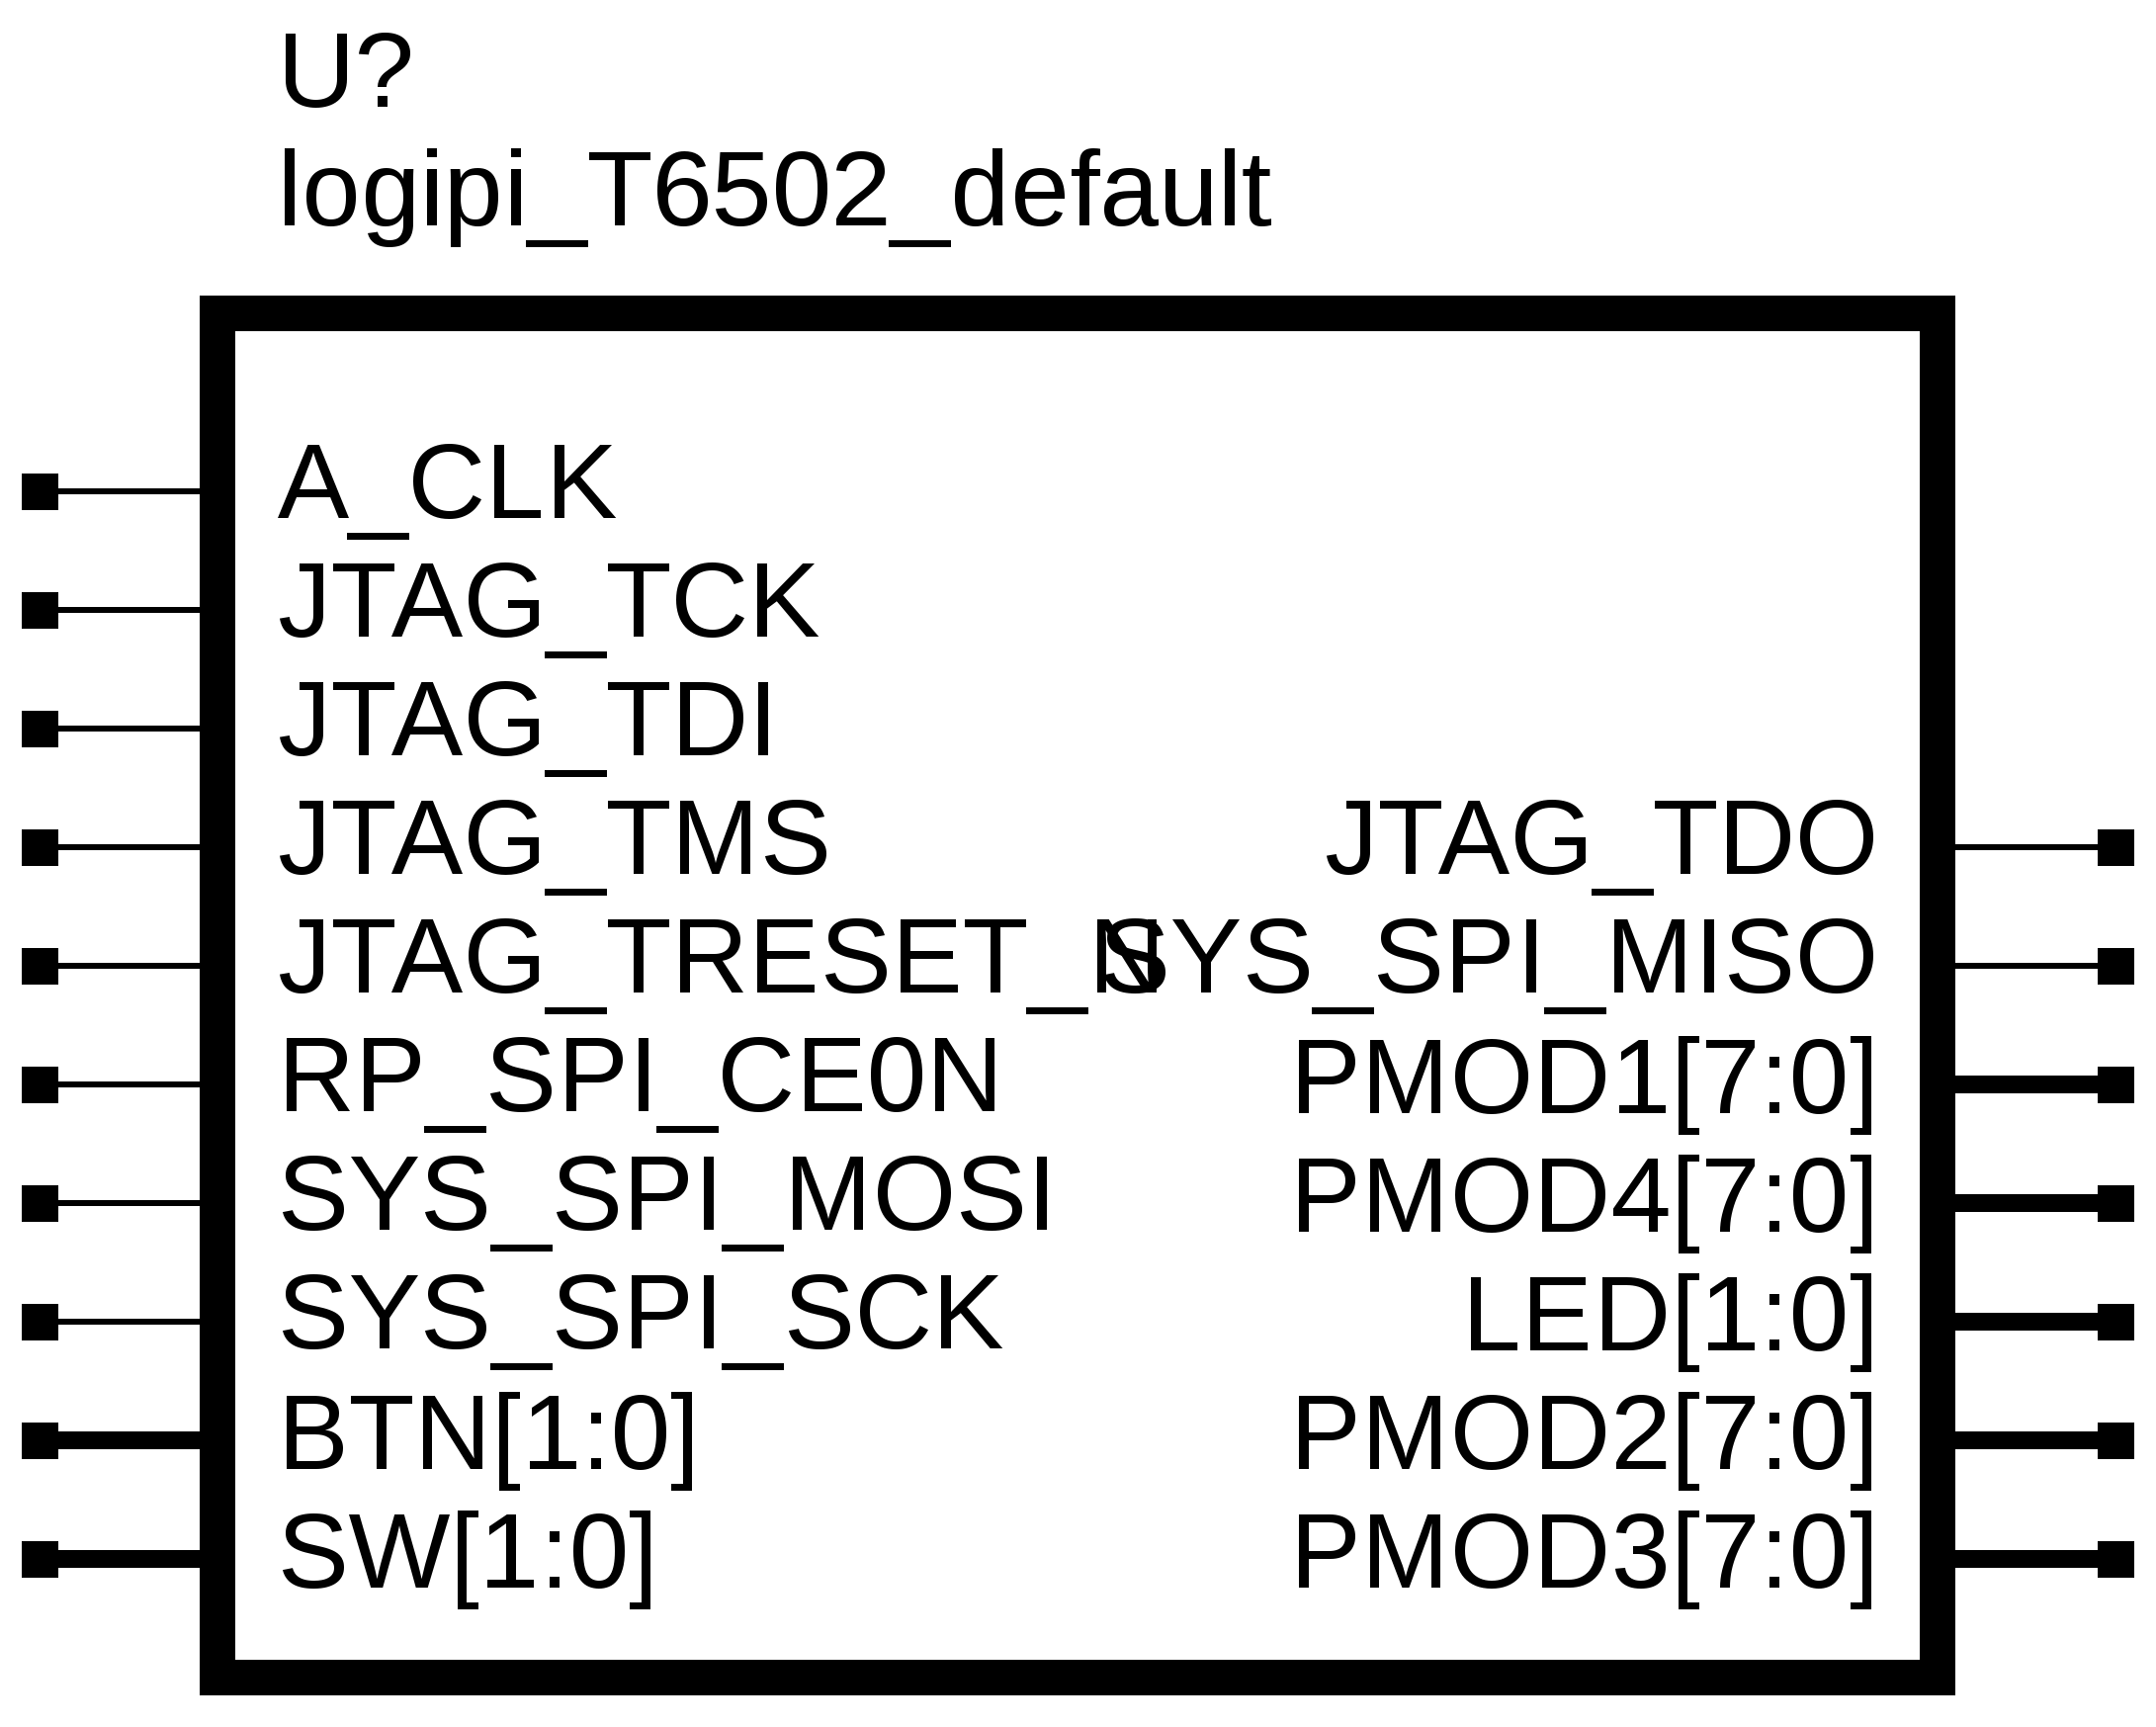 U?
logipi_T6502_default
A_CLK
JTAG_TCK
JTAG_TDI
JTAG_TMS JTAG_TDO
JTAG_TRESET_N SYS_SPI_MISO
RP_SPI_CE0N PMOD1[7:0]
SYS_SPI_MOSI PMOD4[7:0]
SYS_SPI_SCK LED[1:0]
BTN[1:0] PMOD2[7:0]
SW[1:0] PMOD3[7:0]